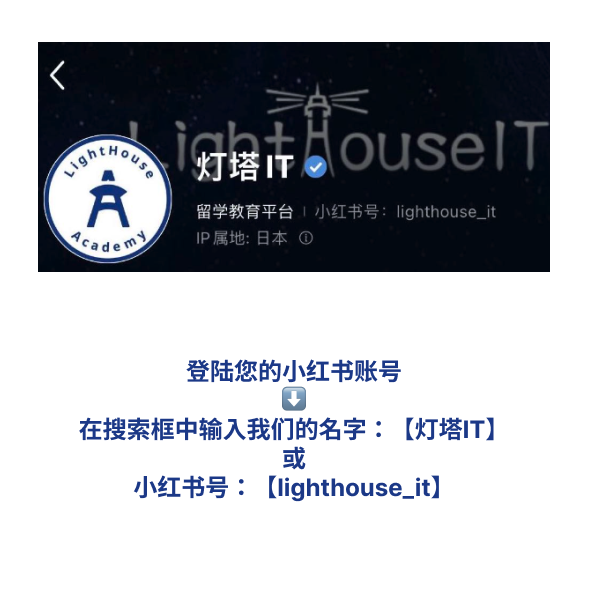 LightHouseIT
LightHouse
Academy
灯塔IT
留学教育平台 | 小红书号：lighthouse_it
IP属地: 日本
登陆您的小红书账号
⬇️
在搜索框中输入我们的名字：【灯塔IT】
或
小红书号：【lighthouse_it】